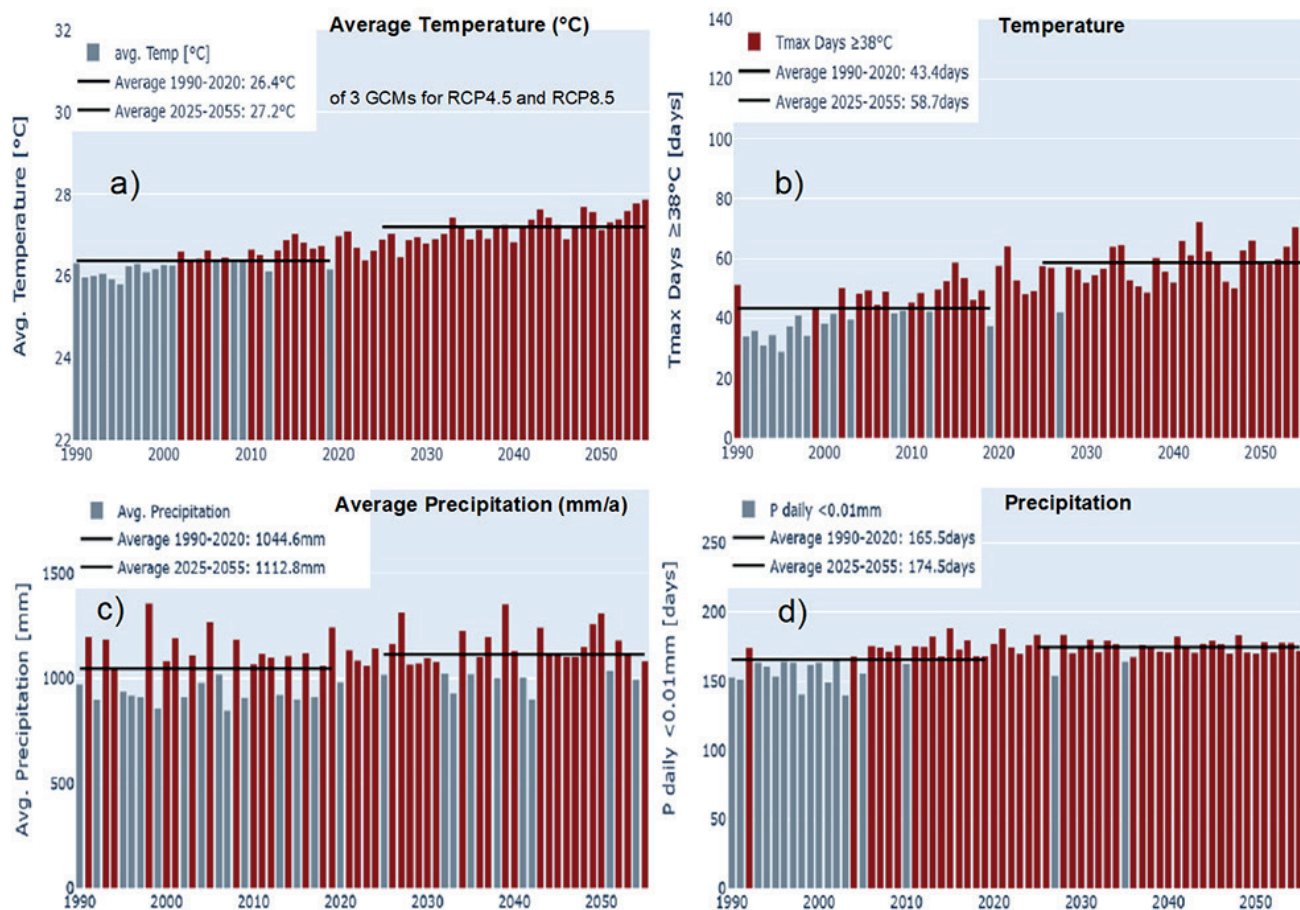 Average Temperature (°C)
32
avg. Temp [°C]
Average 1990-2020: 26.4°C
Average 2025-2055: 27.2°C
of 3 GCMs for RCP4.5 and RCP8.5
30
a)
28
26
24
22
Avg. Temperature [°C]
1990 2000 2010 2020 2030 2040 2050
Temperature
140
Tmax Days ≥38°C
Average 1990-2020: 43.4days
Average 2025-2055: 58.7days
120
100
b)
80
60
40
20
0
Tmax Days ≥38°C [days]
1990 2000 2010 2020 2030 2040 2050
Average Precipitation (mm/a)
Avg. Precipitation
Average 1990-2020: 1044.6mm
Average 2025-2055: 1112.8mm
1500
c)
1000
500
0
Avg. Precipitation [mm]
1990 2000 2010 2020 2030 2040 2050
Precipitation
P daily <0.01mm
Average 1990-2020: 165.5days
Average 2025-2055: 174.5days
250
d)
200
150
100
50
0
P daily <0.01mm [days]
1990 2000 2010 2020 2030 2040 2050